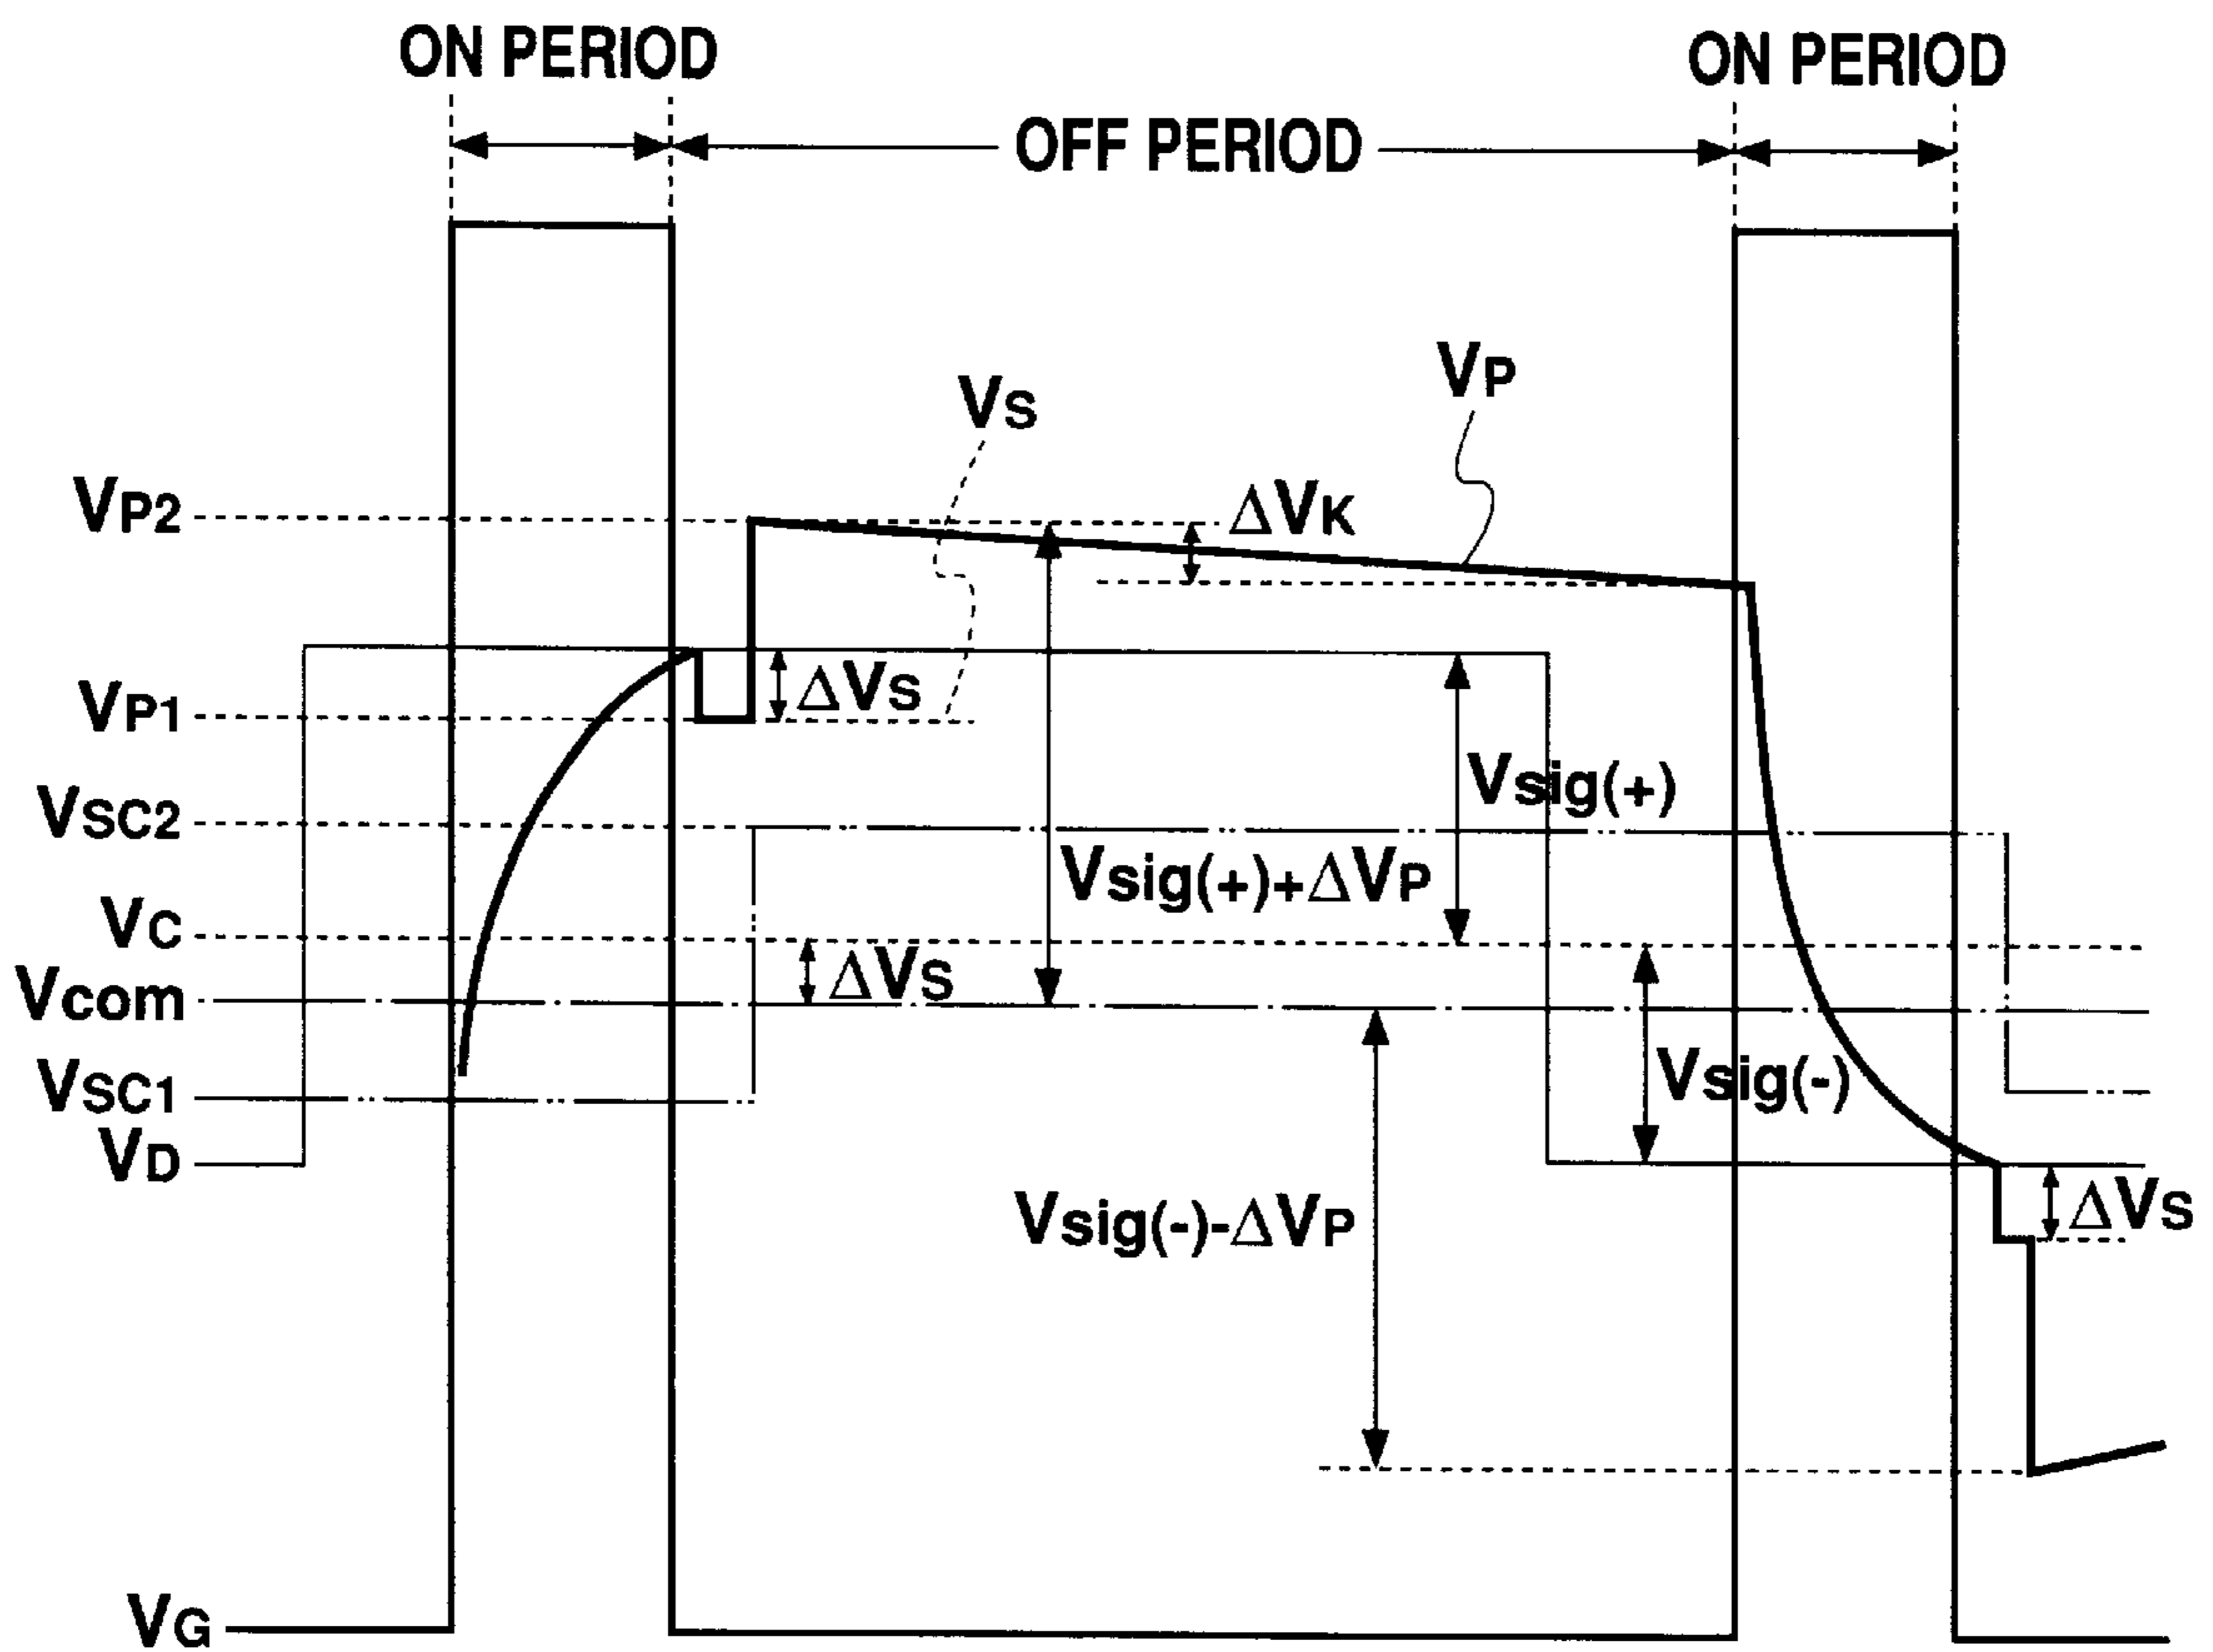 ON PERIOD
ON PERIOD
OFF PERIOD
VS
VP
VP2
ΔVK
VP1
ΔVS
VSC2
Vsig(+)
Vsig(+)+ΔVP
VC
ΔVS
Vcom
VSC1
Vsig(-)
VD
Vsig(-)-ΔVP
ΔVS
VG